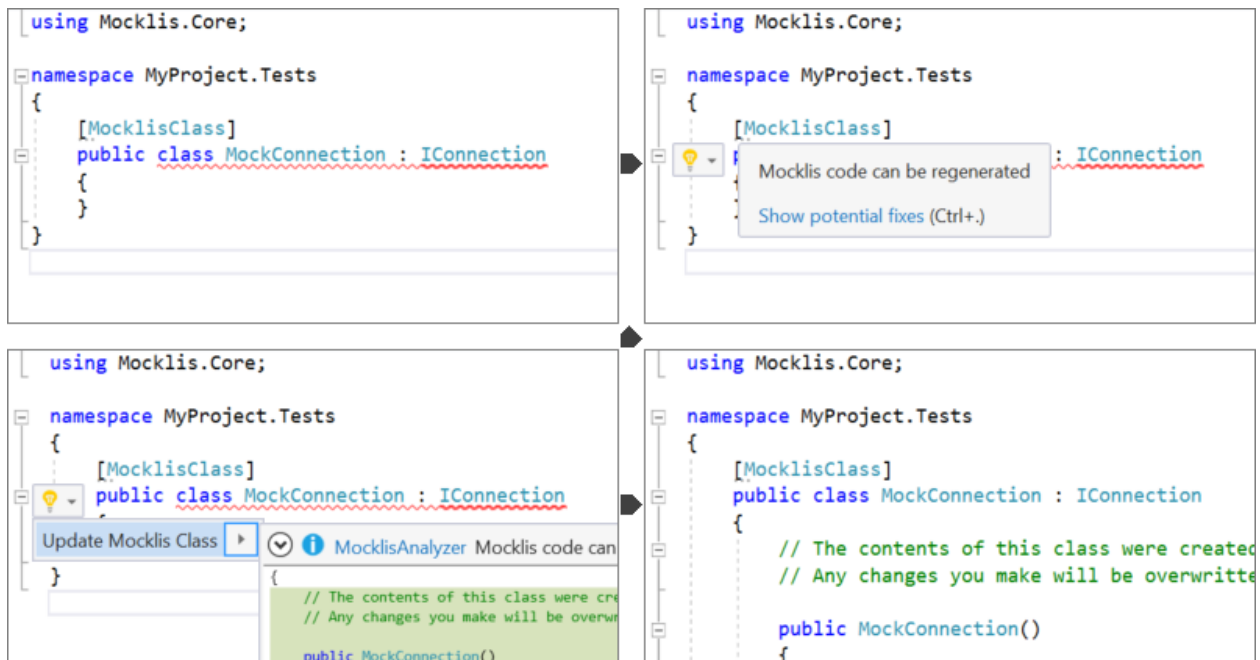 using Mocklis.Core;
namespace MyProject.Tests
{
[MocklisClass]
public class MockConnection : IConnection
{
}
}
using Mocklis.Core;
namespace MyProject.Tests
{
[MocklisClass]
: IConnection
Mocklis code can be regenerated
Show potential fixes (Ctrl+.)
}
using Mocklis.Core;
namespace MyProject.Tests
{
[MocklisClass]
public class MockConnection : IConnection
Update Mocklis Class
MocklisAnalyzer Mocklis code can
}
{
// The contents of this class were cre
// Any changes you make will be overwr
public MockConnection()
using Mocklis.Core;
namespace MyProject.Tests
{
[MocklisClass]
public class MockConnection : IConnection
{
// The contents of this class were created
// Any changes you make will be overwritte
public MockConnection()
{